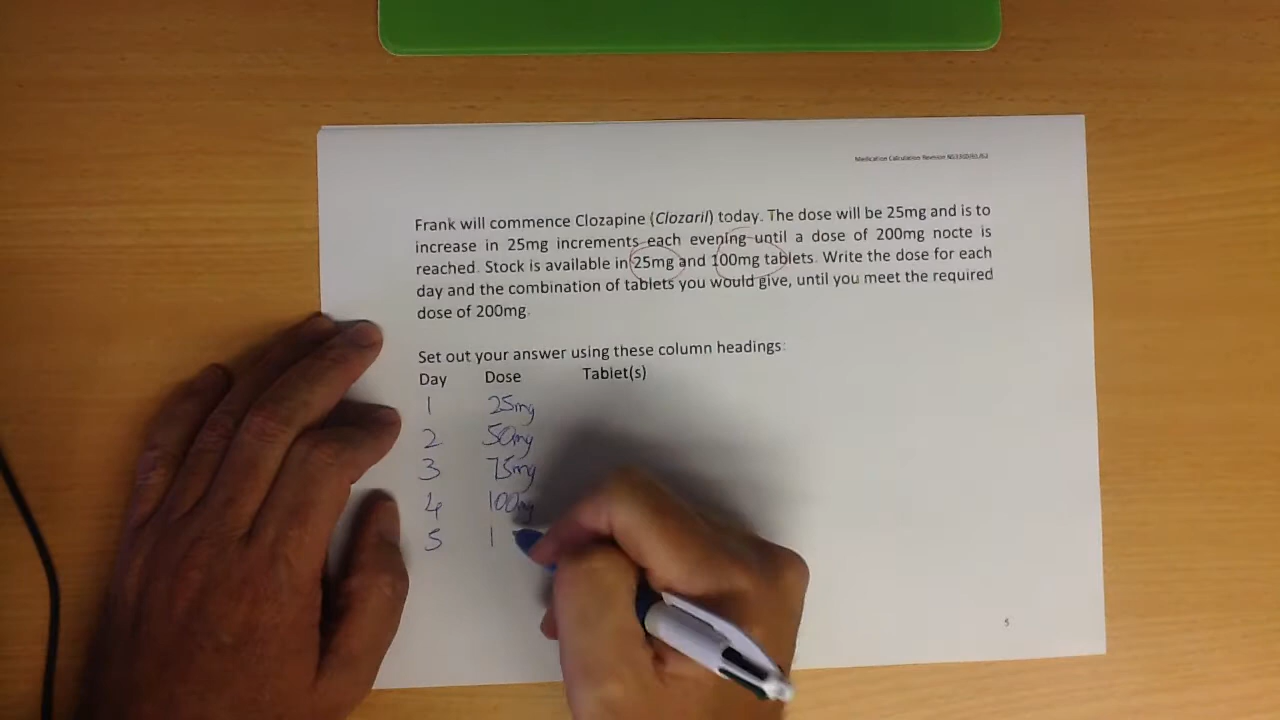 Frank will commence Clozapine (Clozaril) today. The dose will be 25mg and is to
increase in 25mg increments each evening until a dose of 200mg nocte is
reached. Stock is available in 25mg and 100mg tablets. Write the dose for each
day and the combination of tablets you would give, until you meet the required
dose of 200mg.
Set out your answer using these column headings:
Day Dose Tablet(s)
1 25mg
2 50mg
3 75mg
4 100mg
5 1
5